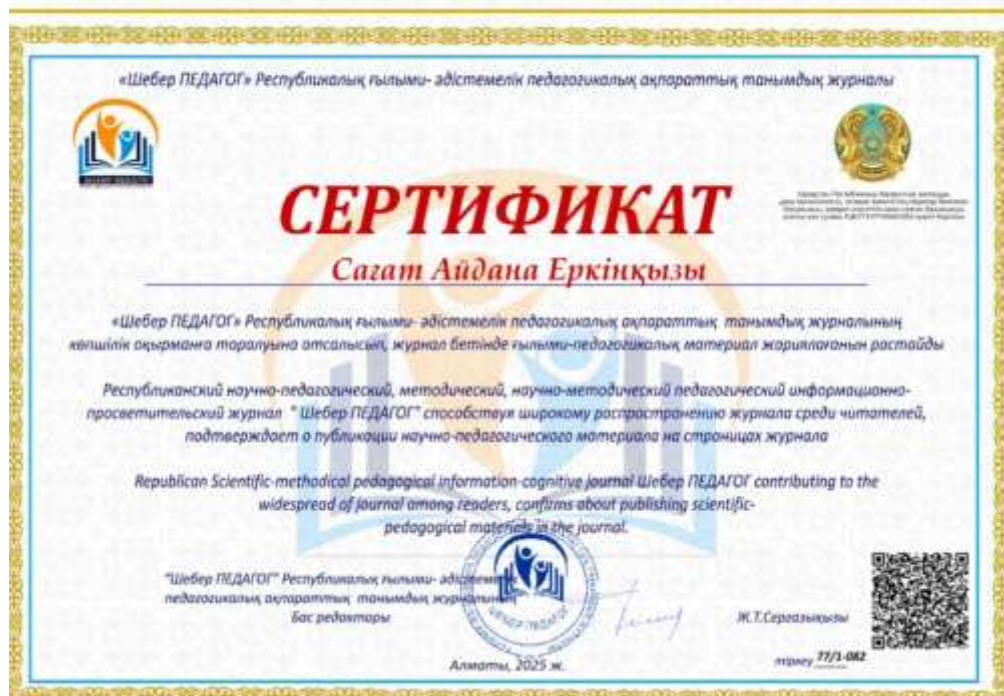 «Шебер ПЕДАГОГ» Республикалық ғылыми- әдістемелік педагогикалық ақпараттық танымдық журналы
ШЕБЕР ПЕДАГОГ
СЕРТИФИКАТ
Сағат Айдана Еркінқызы
«Шебер ПЕДАГОГ» Республикалық ғылыми- әдістемелік педагогикалық ақпараттық танымдық журналының
көпшілік оқырманға таралуына атсалысып, журнал бетінде ғылыми-педагогикалық материал жариялағанын растайды
Республиканский научно-педагогический, методический, научно-методический педагогический информационно-
просветительский журнал " Шебер ПЕДАГОГ" способствуя широкому распространению журнала среди читателей,
подтверждает о публикации научно-педагогического материала на страницах журнала
Republican Scientific-methodical pedagogical information-cognitive journal Шебер ПЕДАГОГ contributing to the
widespread of journal among readers, confirms about publishing scientific-
pedagogical materials in the journal.
"Шебер ПЕДАГОГ" Республикалық ғылыми- әдістемелік
педагогикалық ақпараттық танымдық журналының
Бас редакторы
ШЕБЕР ПЕДАГОГ
Ж.Т.Серғазықызы
Алматы, 2025 ж.
тіркеу 77/1-082